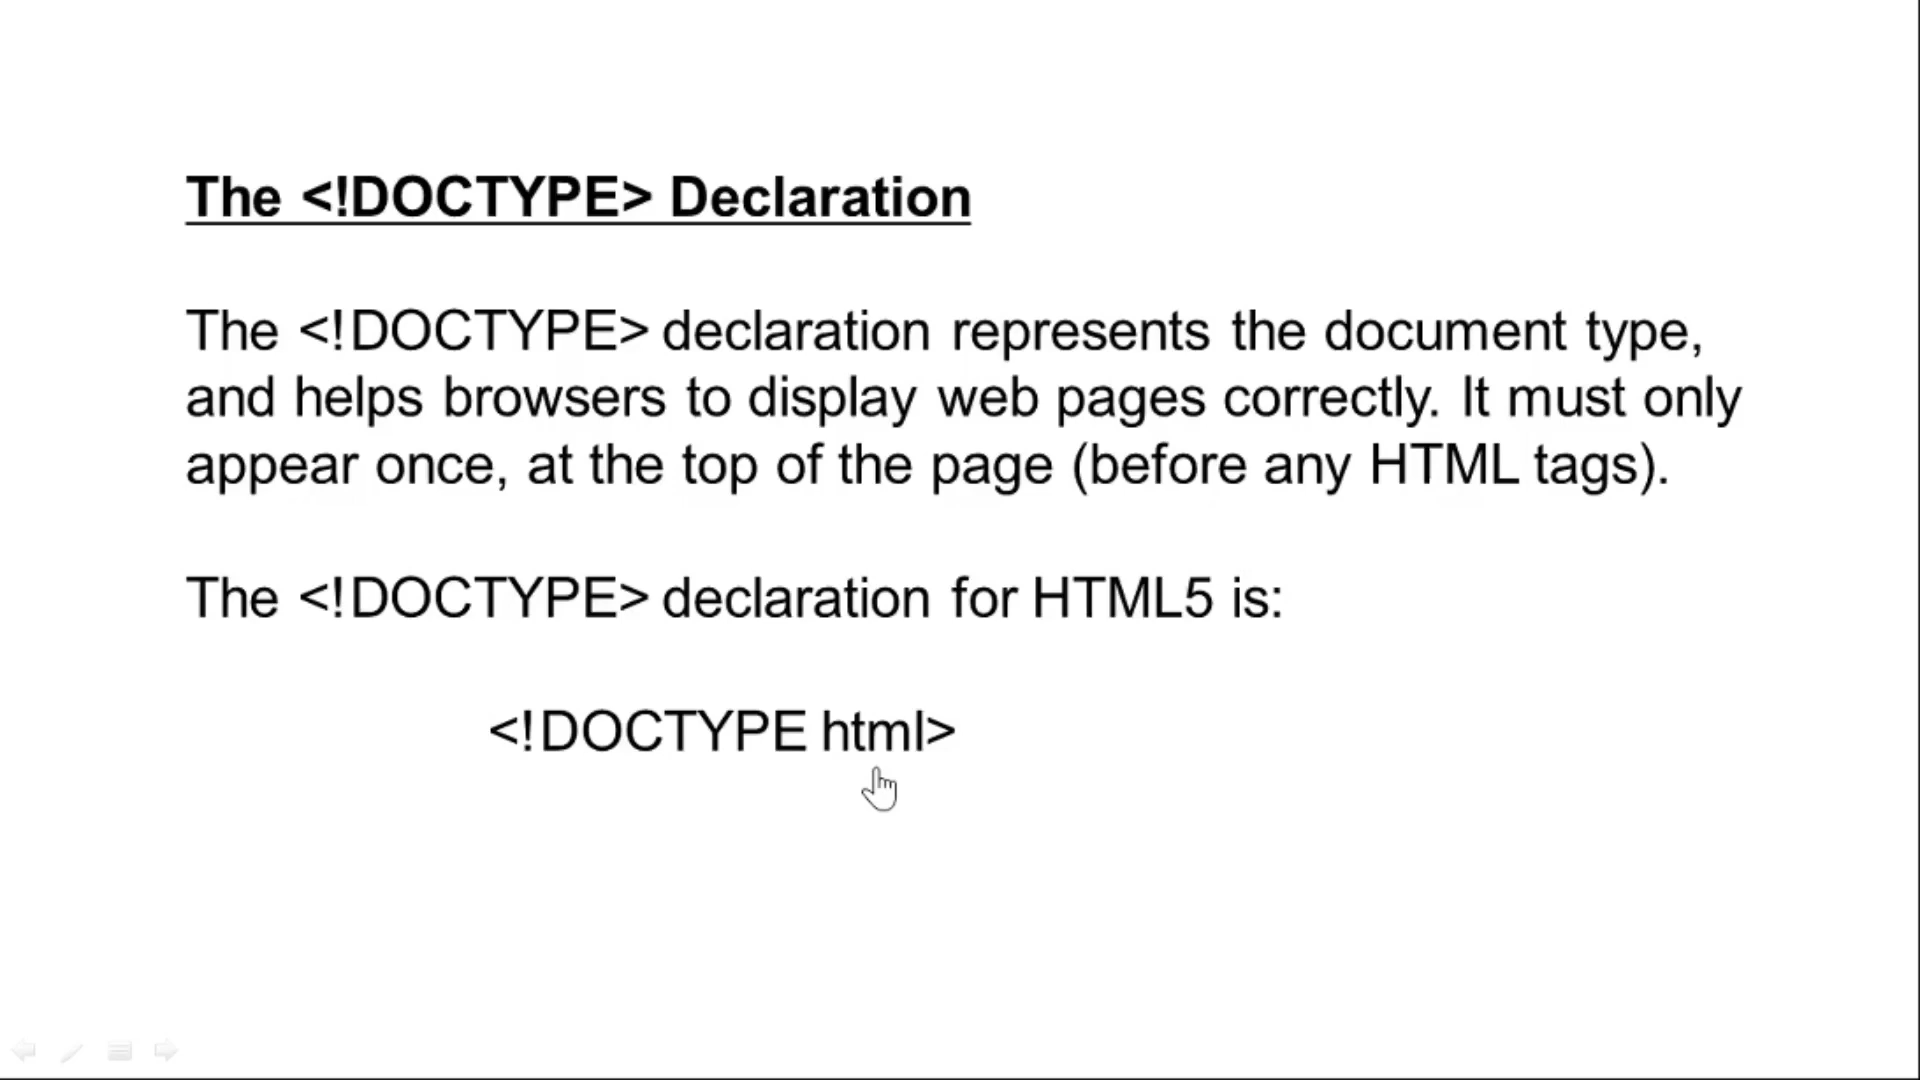 The <!DOCTYPE> Declaration
The <!DOCTYPE> declaration represents the document type,
and helps browsers to display web pages correctly. It must only
appear once, at the top of the page (before any HTML tags).
The <!DOCTYPE> declaration for HTML5 is:
<!DOCTYPE html>